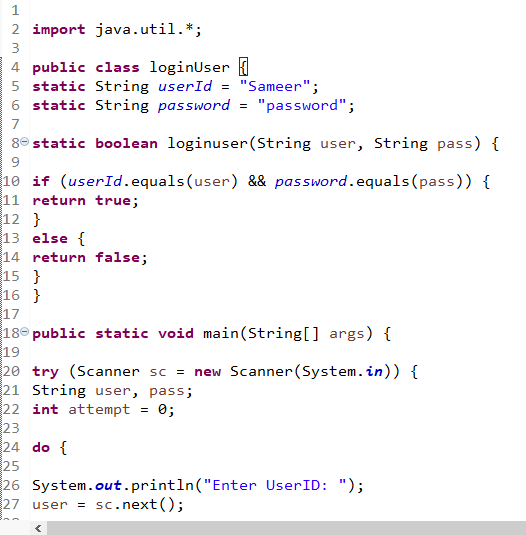 1
2 import java.util.*;
3
4 public class loginUser {
5 static String userId = "Sameer";
6 static String password = "password";
7
8 static boolean loginuser(String user, String pass) {
9
10 if (userId.equals(user) && password.equals(pass)) {
11 return true;
12 }
13 else {
14 return false;
15 }
16 }
17
18 public static void main(String[] args) {
19
20 try (Scanner sc = new Scanner(System.in)) {
21 String user, pass;
22 int attempt = 0;
23
24 do {
25
26 System.out.println("Enter UserID: ");
27 user = sc.next();